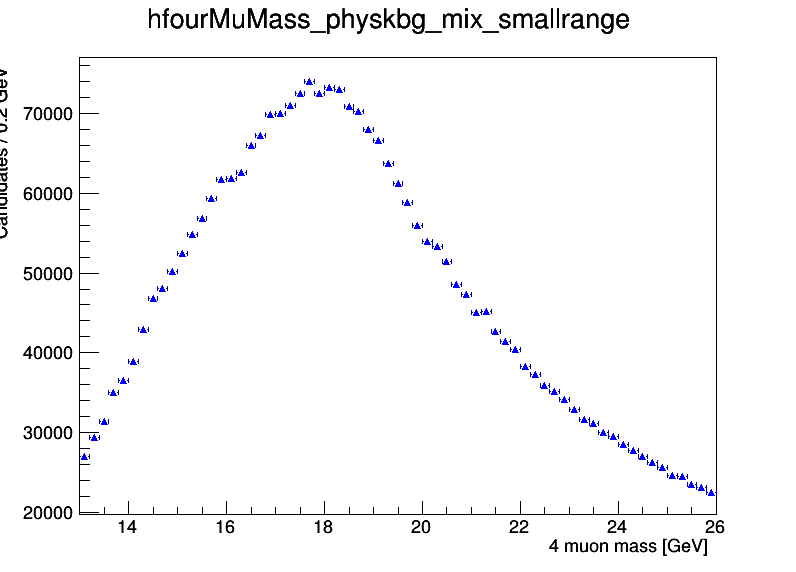 hfourMuMass_physkbg_mix_smallrange
Candidates / 0.2 GeV
70000
60000
50000
40000
30000
20000
14 16 18 20 22 24 26
4 muon mass [GeV]